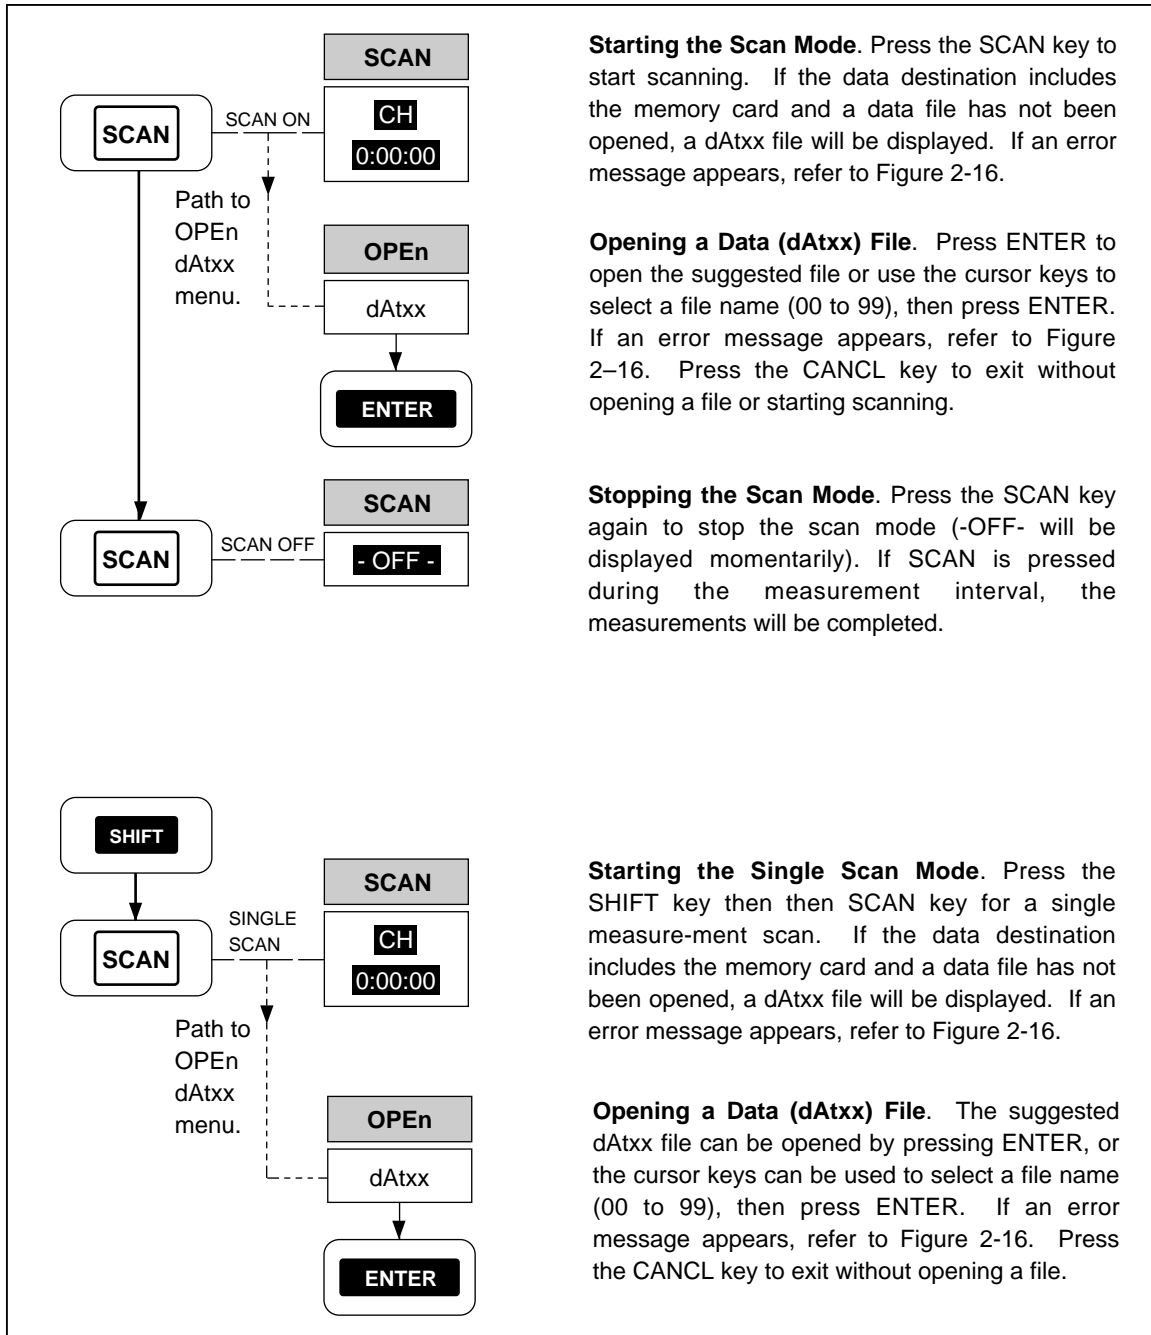 SCAN
SCAN ON
SCAN
CH
0:00:00
Path to
OPEn
dAtxx
menu.
OPEn
dAtxx
ENTER
SCAN
SCAN OFF
SCAN
- OFF -
Starting the Scan Mode. Press the SCAN key to
start scanning. If the data destination includes
the memory card and a data file has not been
opened, a dAtxx file will be displayed. If an error
message appears, refer to Figure 2-16.
Opening a Data (dAtxx) File. Press ENTER to
open the suggested file or use the cursor keys to
select a file name (00 to 99), then press ENTER.
If an error message appears, refer to Figure
2–16. Press the CANCL key to exit without
opening a file or starting scanning.
Stopping the Scan Mode. Press the SCAN key
again to stop the scan mode (-OFF- will be
displayed momentarily). If SCAN is pressed
during the measurement interval, the
measurements will be completed.
SHIFT
SCAN
SINGLE
SCAN
SCAN
CH
0:00:00
Path to
OPEn
dAtxx
menu.
OPEn
dAtxx
ENTER
Starting the Single Scan Mode. Press the
SHIFT key then then SCAN key for a single
measure-ment scan. If the data destination
includes the memory card and a data file has not
been opened, a dAtxx file will be displayed. If an
error message appears, refer to Figure 2-16.
Opening a Data (dAtxx) File. The suggested
dAtxx file can be opened by pressing ENTER, or
the cursor keys can be used to select a file name
(00 to 99), then press ENTER. If an error
message appears, refer to Figure 2-16. Press
the CANCL key to exit without opening a file.